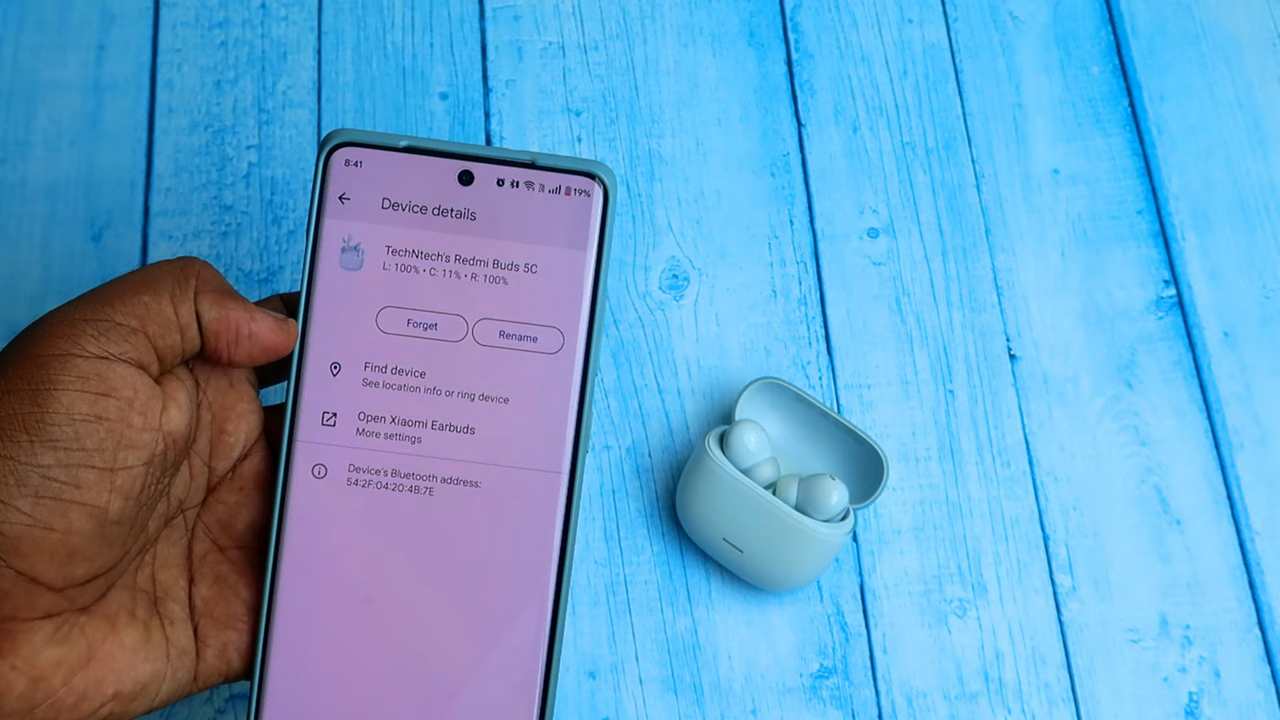 8:41
19%
Device details
TechNtech's Redmi Buds 5C
L: 100% • C: 11% • R: 100%
Forget
Rename
Find device
See location info or ring device
Open Xiaomi Earbuds
More settings
Device's Bluetooth address:
54:2F:04:20:4B:7E